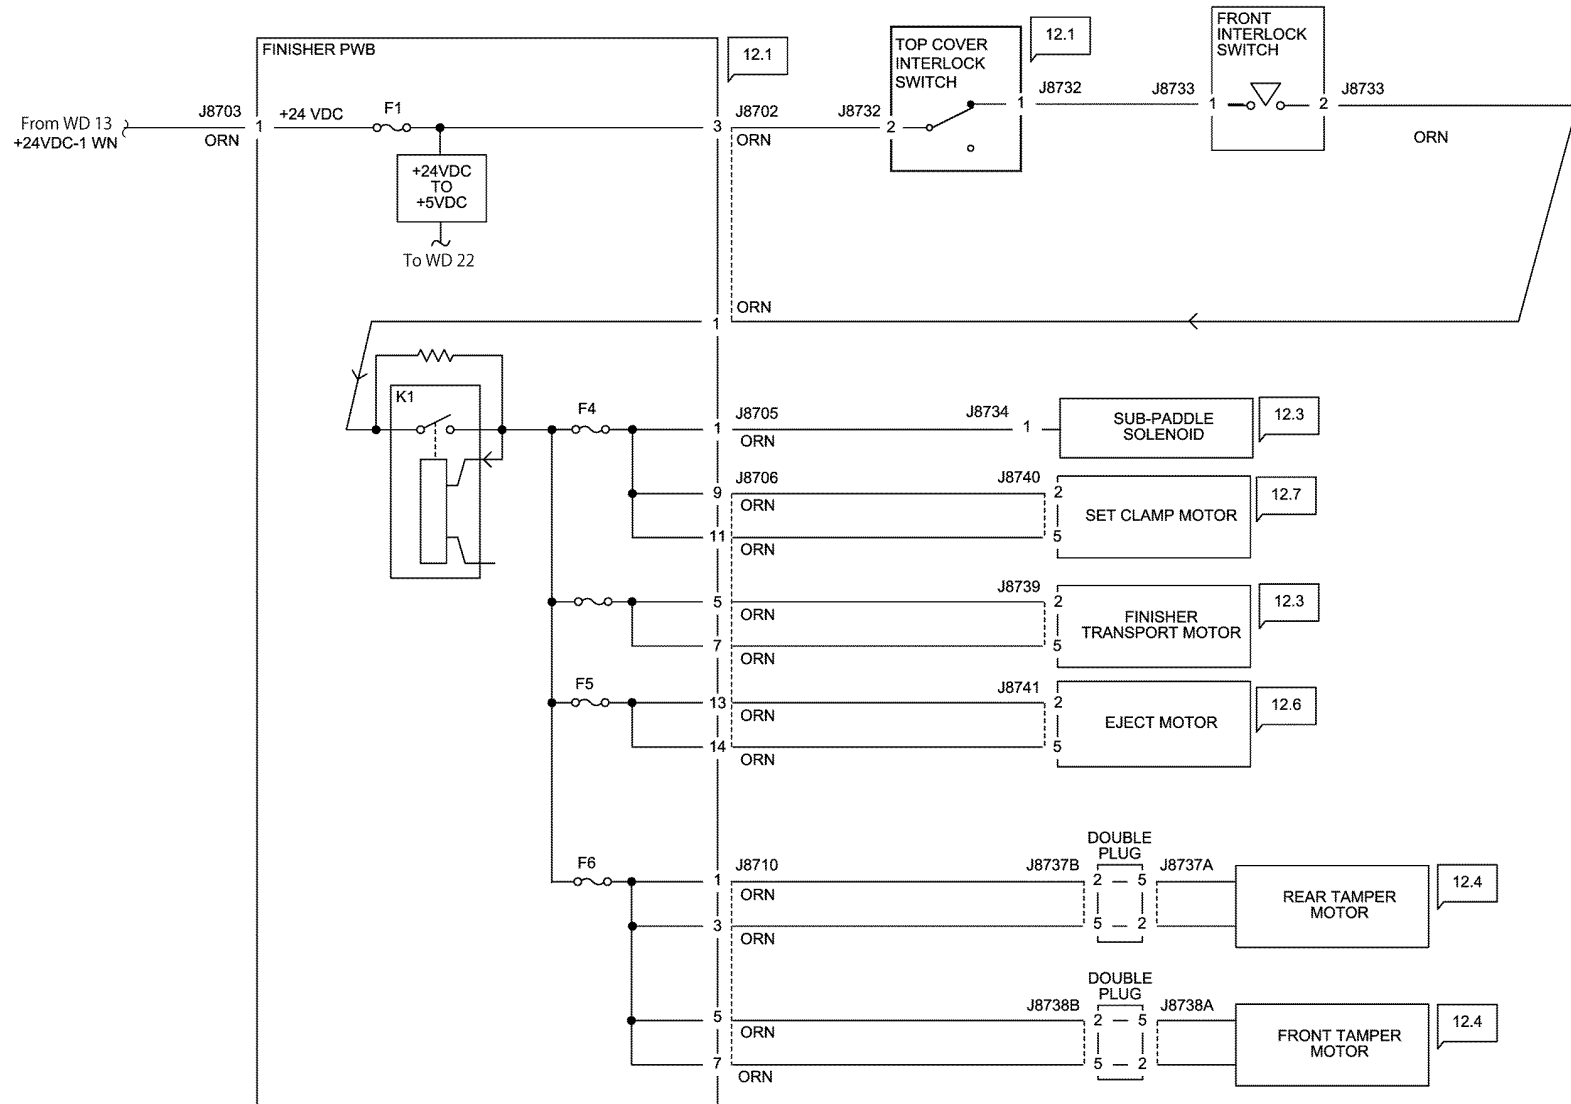 FINISHER PWB
12.1
TOP COVER
INTERLOCK
SWITCH
12.1
FRONT
INTERLOCK
SWITCH
From WD 13
+24VDC-1 WN
J8703
ORN
1
+24 VDC
F1
3
J8702
ORN
J8732
2
1
J8732
J8733
1
2
J8733
ORN
+24VDC
TO
+5VDC
To WD 22
ORN
1
K1
F4
1
J8705
ORN
J8734
1
SUB-PADDLE
SOLENOID
12.3
9
J8706
ORN
J8740
2
SET CLAMP MOTOR
12.7
11
ORN
5
5
ORN
J8739
2
FINISHER
TRANSPORT MOTOR
12.3
7
ORN
5
F5
13
ORN
J8741
2
EJECT MOTOR
12.6
14
ORN
5
F6
1
J8710
ORN
DOUBLE
PLUG
J8737B
2
5
J8737A
REAR TAMPER
MOTOR
12.4
3
ORN
5
2
5
ORN
DOUBLE
PLUG
J8738B
2
5
J8738A
FRONT TAMPER
MOTOR
12.4
7
ORN
5
2